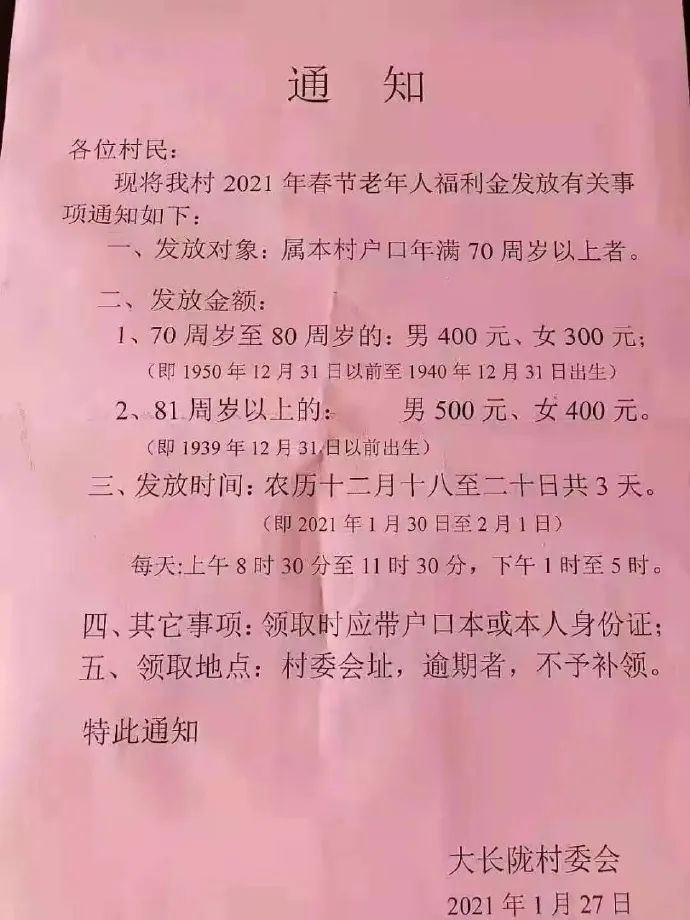 通 知
各位村民：
现将我村 2021 年春节老年人福利金发放有关事
项通知如下：
一、发放对象：属本村户口年满 70 周岁以上者。
二、发放金额：
1、70 周岁至 80 周岁的：男 400 元、女 300 元；
（即 1950 年 12 月 31 日以前至 1940 年 12 月 31 日出生）
2、81 周岁以上的： 男 500 元、女 400 元。
（即 1939 年 12 月 31 日以前出生）
三、发放时间：农历十二月十八至二十日共 3 天。
（即 2021 年 1 月 30 日至 2 月 1 日）
每天:上午 8 时 30 分至 11 时 30 分，下午 1 时至 5 时。
四、其它事项：领取时应带户口本或本人身份证；
五、领取地点：村委会址，逾期者，不予补领。
特此通知
大长陇村委会
2021 年 1 月 27 日